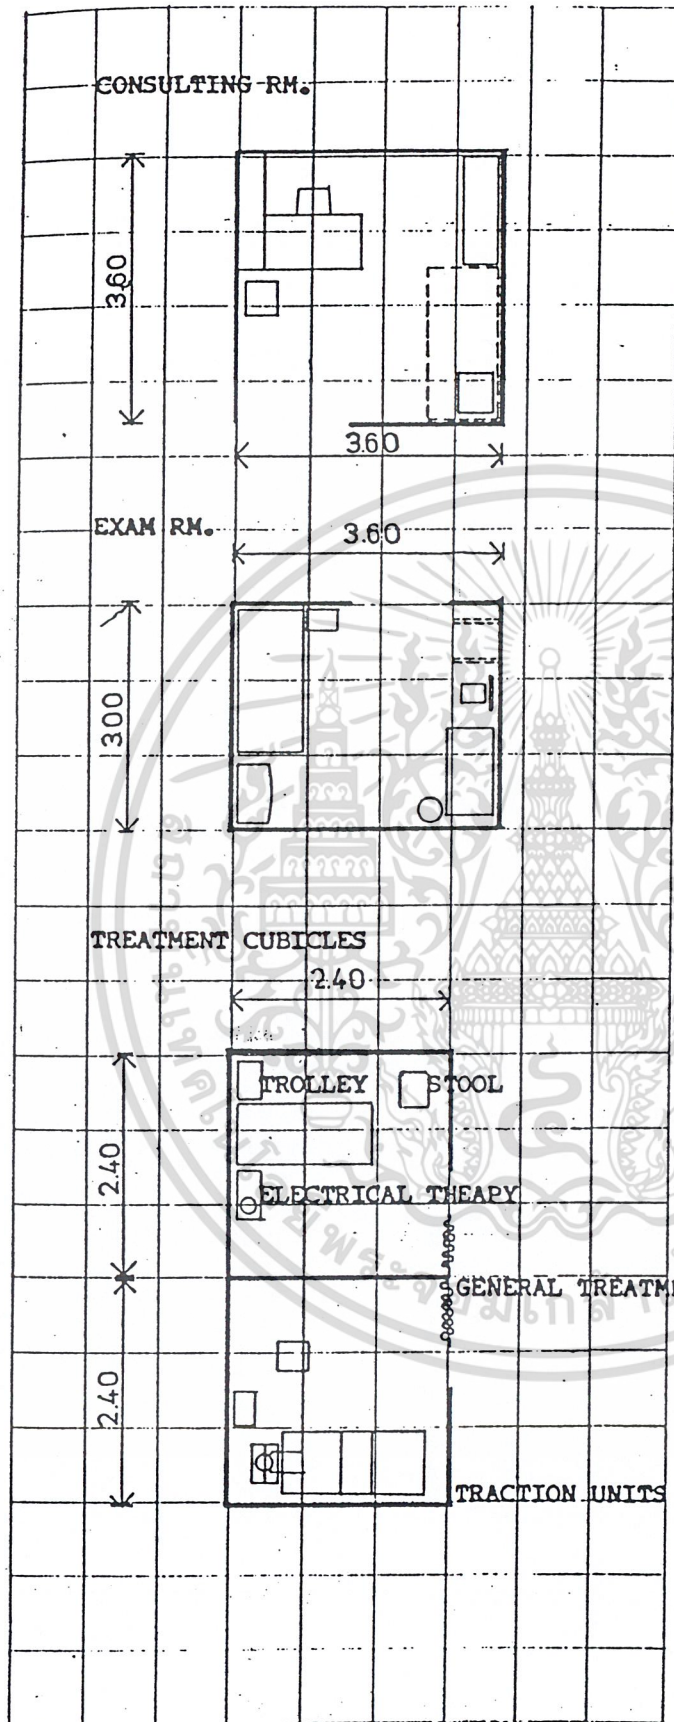 CONSULTING RM.
3.60
3.60
EXAM RM.
3.60
3.00
TREATMENT CUBICLES
2.40
TROLLEY
STOOL
2.40
ELECTRICAL THEAPY
GENERAL TREATM
2.40
TRACTION UNITS